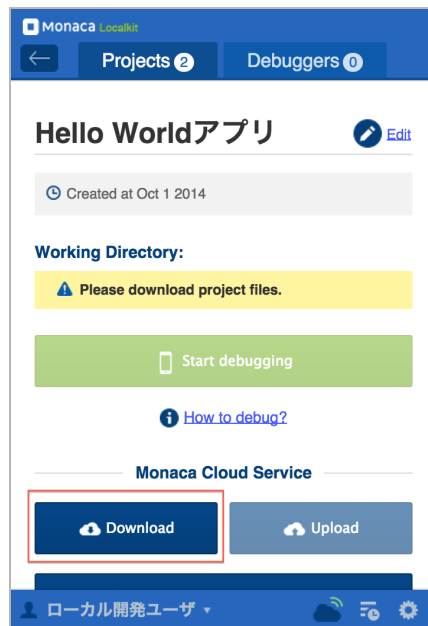 Monaca Localkit
Projects 2
Debuggers 0
Hello Worldアプリ
Edit
Created at Oct 1 2014
Working Directory:
Please download project files.
Start debugging
How to debug?
Monaca Cloud Service
Download
Upload
ローカル開発ユーザ